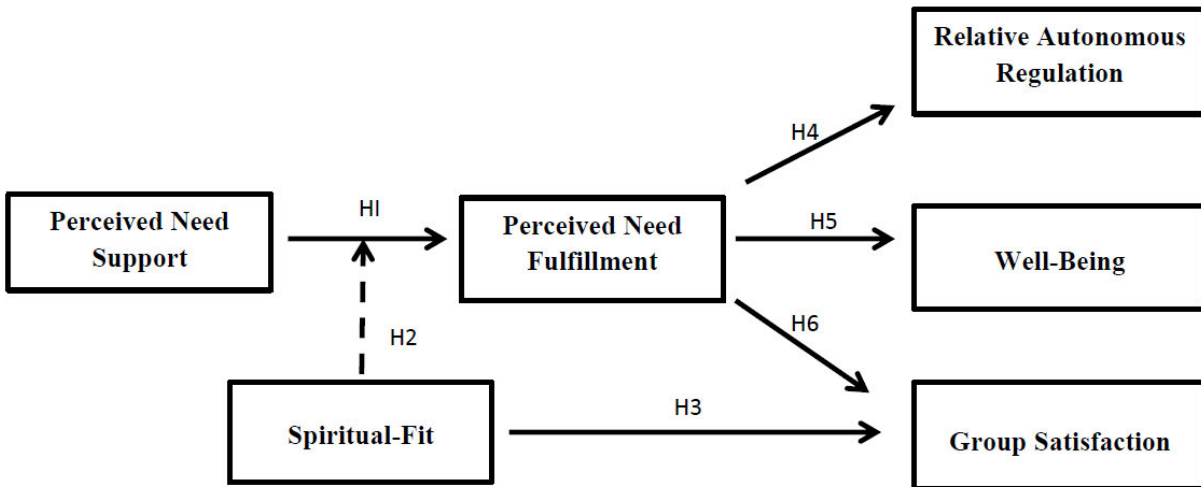 Relative Autonomous
Regulation
H4
Perceived Need
Support
HI
Perceived Need
Fulfillment
H5
Well-Being
H2
H6
Spiritual-Fit
H3
Group Satisfaction